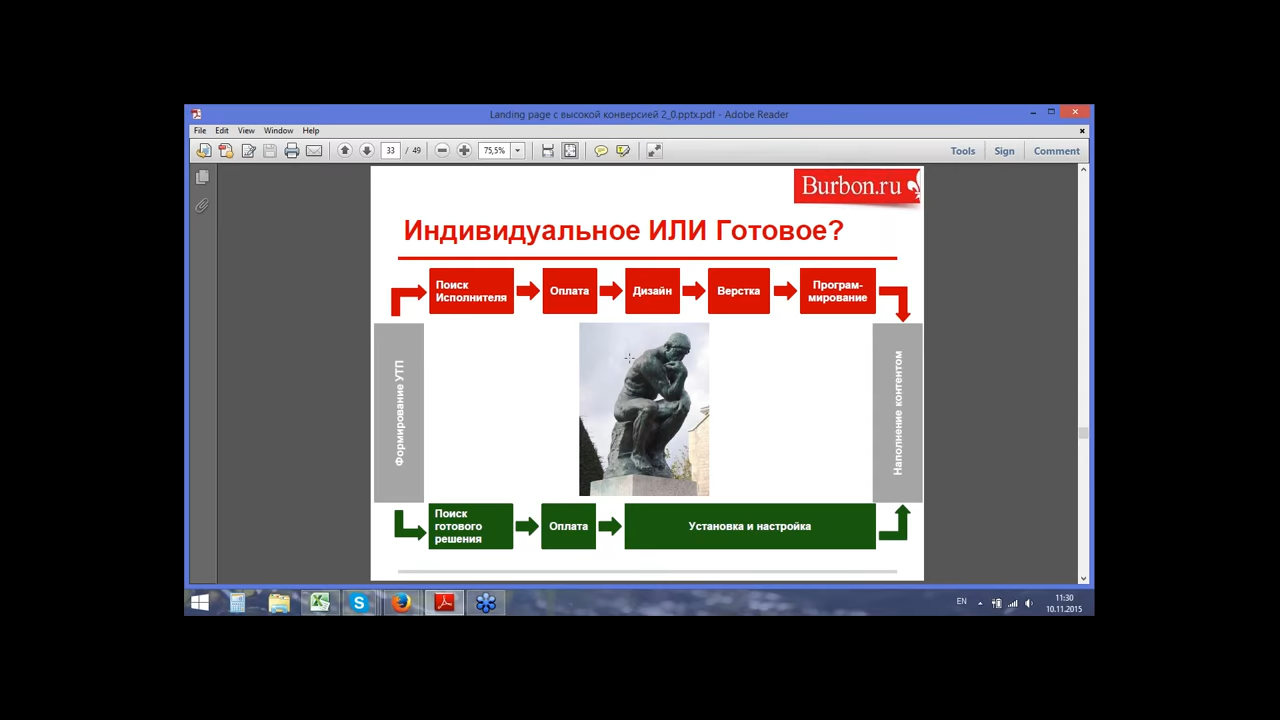 Landing page с высокой конверсией 2_0.pptx.pdf - Adobe Reader
File Edit View Window Help
33 / 49 75,5% Tools Sign Comment
Burbon.ru
Индивидуальное ИЛИ Готовое?
Поиск
Исполнителя
Оплата
Дизайн
Верстка
Програм-
мирование
Формирование УТП
Наполнение контентом
Поиск
готового
решения
Оплата
Установка и настройка
EN
11:30
10.11.2015